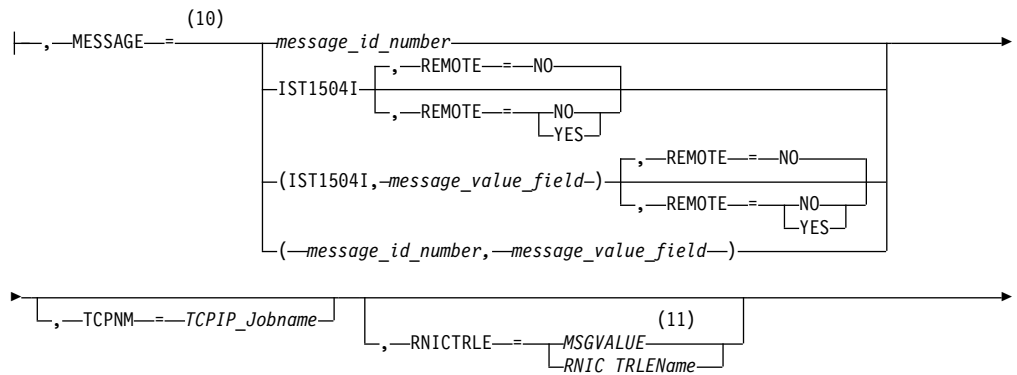 (10)
, MESSAGE = message_id_number
, REMOTE = NO
IST1504I
, REMOTE = NO
YES
, REMOTE = NO
(IST1504I, message_value_field )
, REMOTE = NO
YES
( message_id_number, message_value_field )
, TCPNM = TCPIP_Jobname
(11)
, RNICTRLE = MSGVALUE
RNIC TRLEName